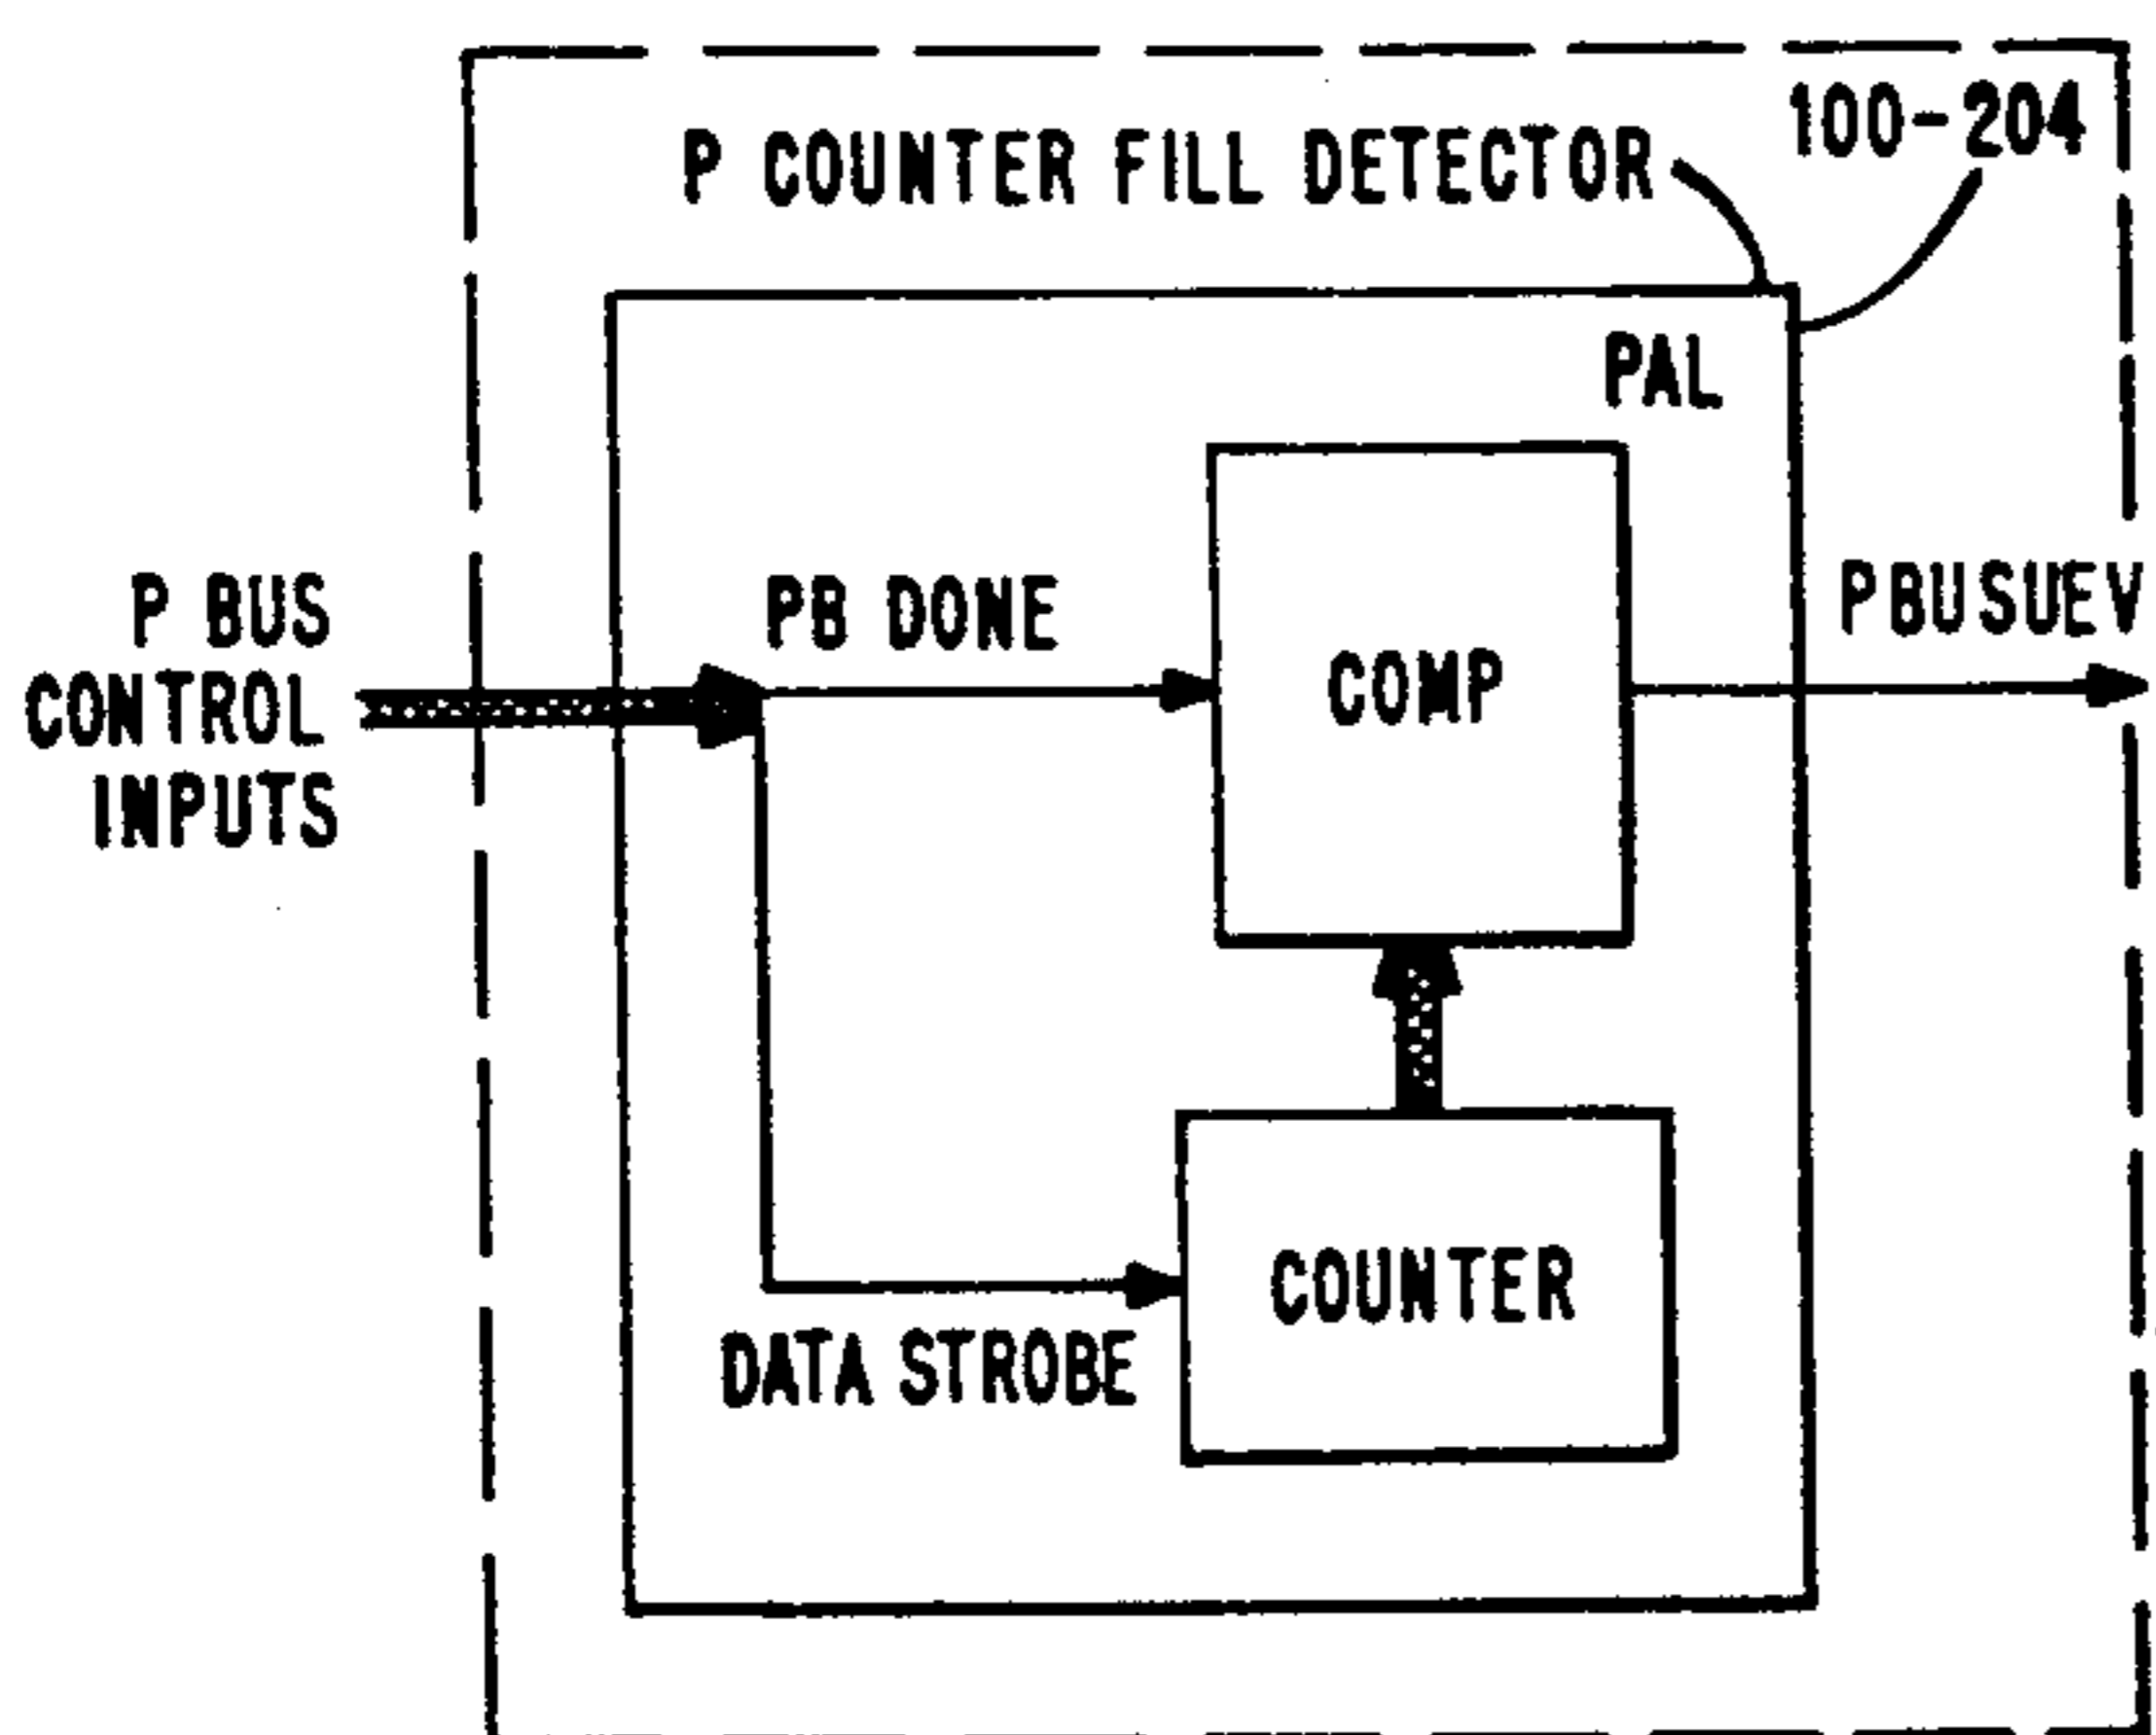 100-204
P COUNTER FILL DETECTOR
PAL
P BUS
CONTROL
INPUTS
PB DONE
COMP
PBUSUEV
COUNTER
DATA STROBE